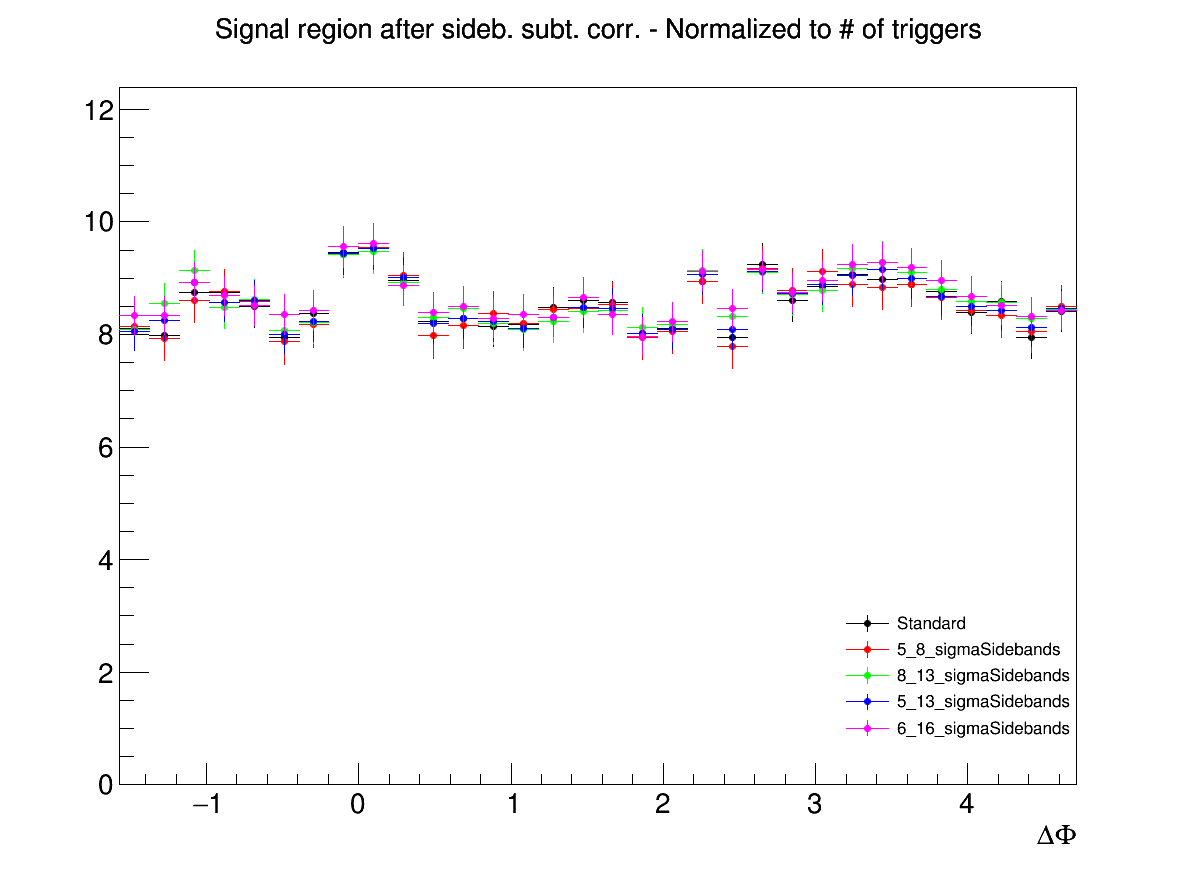 Signal region after sideb. subt. corr. - Normalized to # of triggers
12
10
8
6
4
2
0
−1 0 1 2 3 4
ΔΦ
Standard
5_8_sigmaSidebands
8_13_sigmaSidebands
5_13_sigmaSidebands
6_16_sigmaSidebands